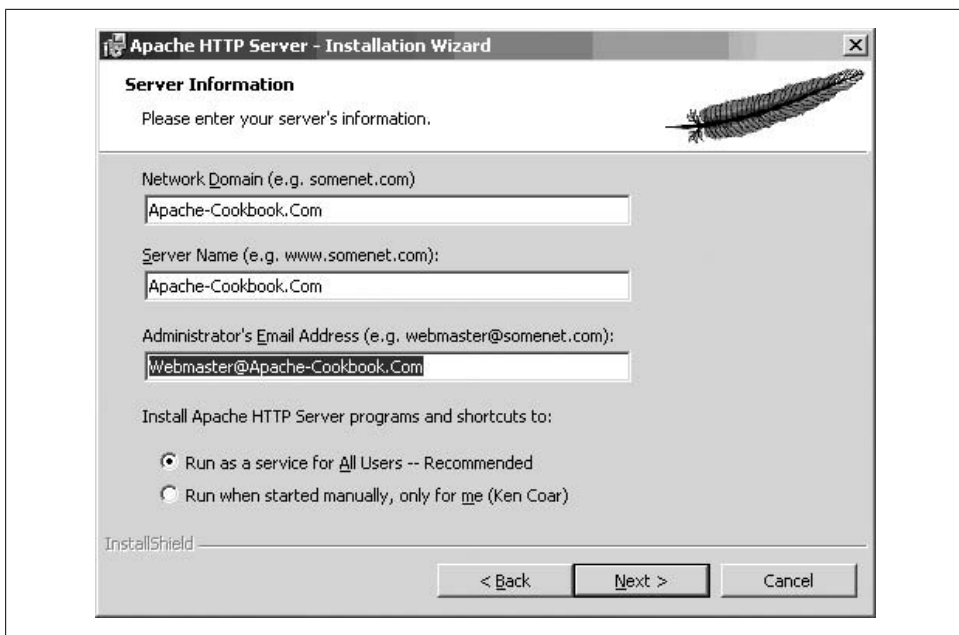 Apache HTTP Server - Installation Wizard
Server Information
Please enter your server's information.
Network Domain (e.g. somenet.com)
Apache-Cookbook.Com
Server Name (e.g. www.somenet.com):
Apache-Cookbook.Com
Administrator's Email Address (e.g. webmaster@somenet.com):
Webmaster@Apache-Cookbook.Com
Install Apache HTTP Server programs and shortcuts to:
Run as a service for All Users -- Recommended
Run when started manually, only for me (Ken Coar)
InstallShield
< Back Next > Cancel